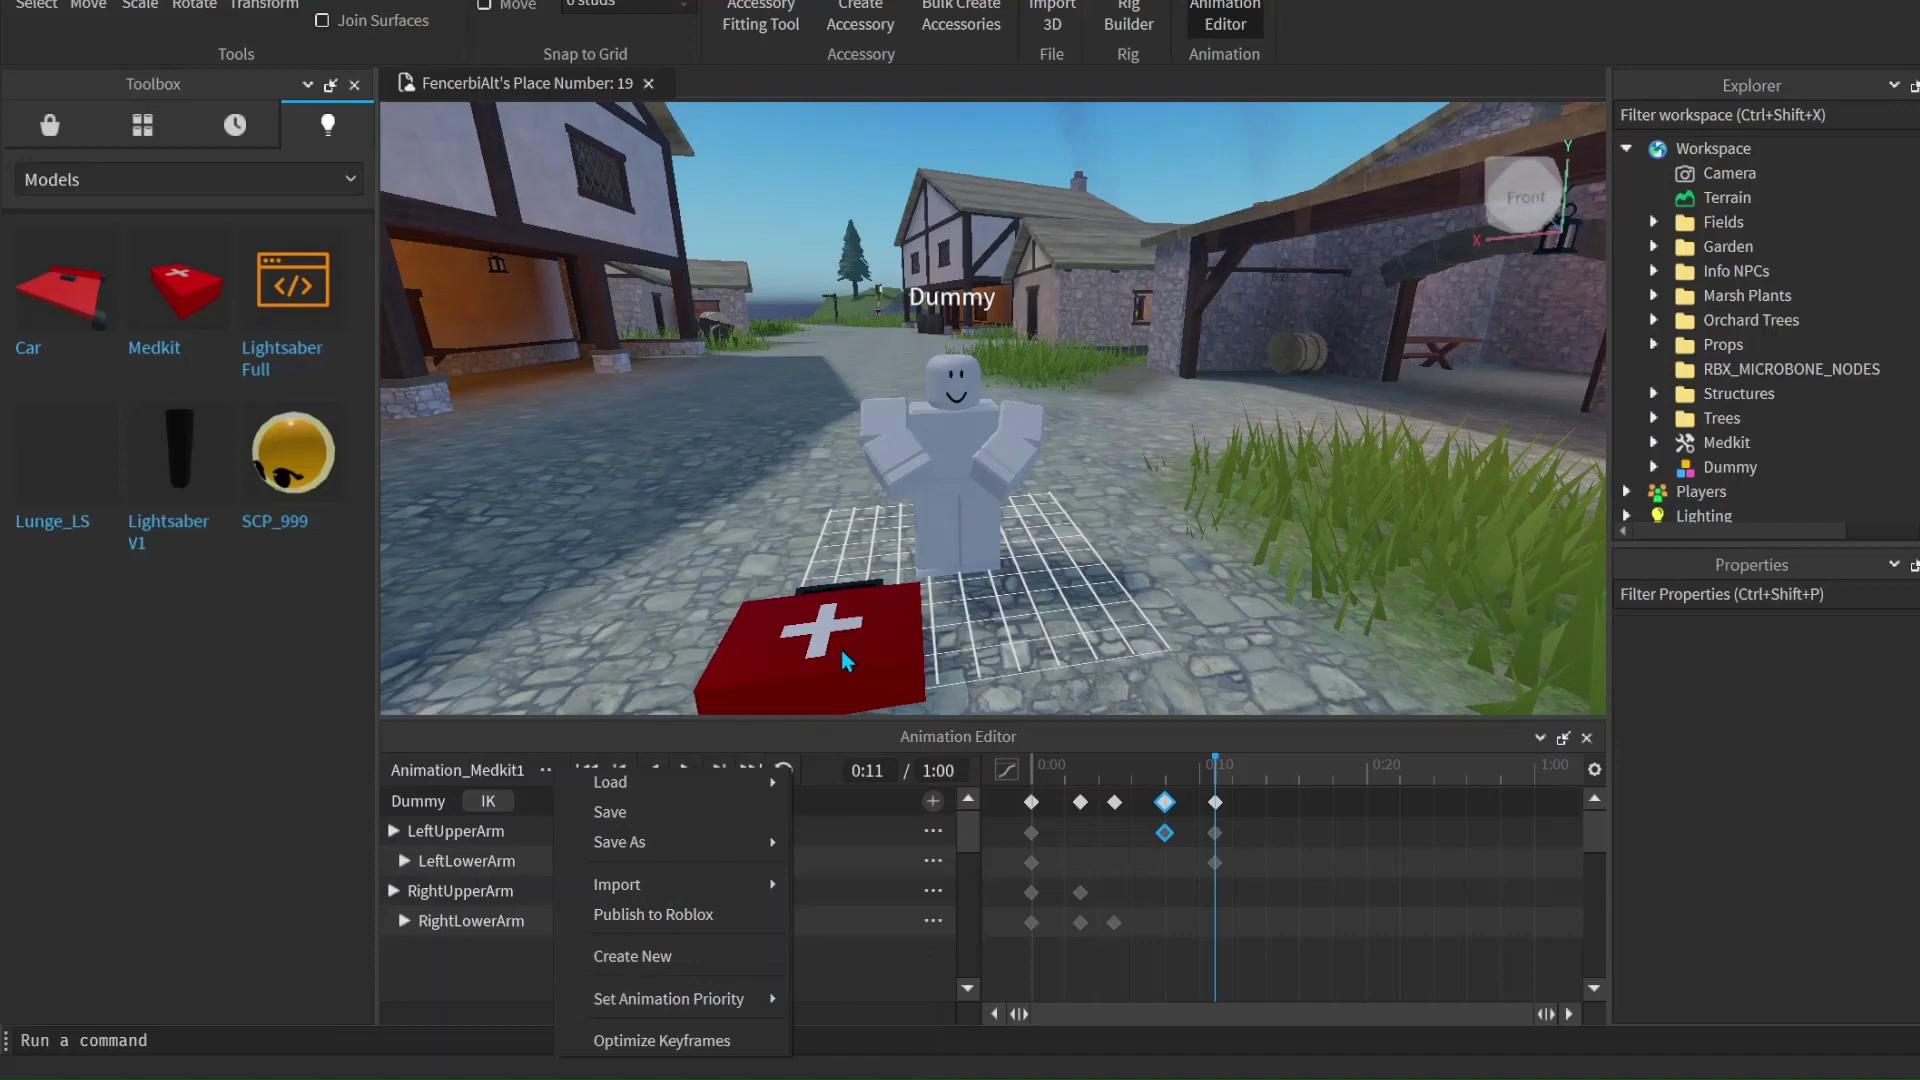 Select Move Scale Rotate Transform
Join Surfaces
Tools
Move
0 studs
Snap to Grid
Accessory
Fitting Tool
Create
Accessory
Bulk Create
Accessories
Accessory
Import
3D
File
Rig
Builder
Rig
Animation
Editor
Animation
Toolbox
Models
Car
Medkit
Lightsaber
Full
Lunge_LS
Lightsaber
V1
SCP_999
FencerbiAlt's Place Number: 19
Dummy
Front
Y
X
Explorer
Filter workspace (Ctrl+Shift+X)
Workspace
Camera
Terrain
Fields
Garden
Info NPCs
Marsh Plants
Orchard Trees
Props
RBX_MICROBONE_NODES
Structures
Trees
Medkit
Dummy
Players
Lighting
Properties
Filter Properties (Ctrl+Shift+P)
Animation Editor
Animation_Medkit1
0:11 / 1:00
0:00 0:10 0:20 1:00
Dummy IK
LeftUpperArm
LeftLowerArm
RightUpperArm
RightLowerArm
Load
Save
Save As
Import
Publish to Roblox
Create New
Set Animation Priority
Optimize Keyframes
Run a command